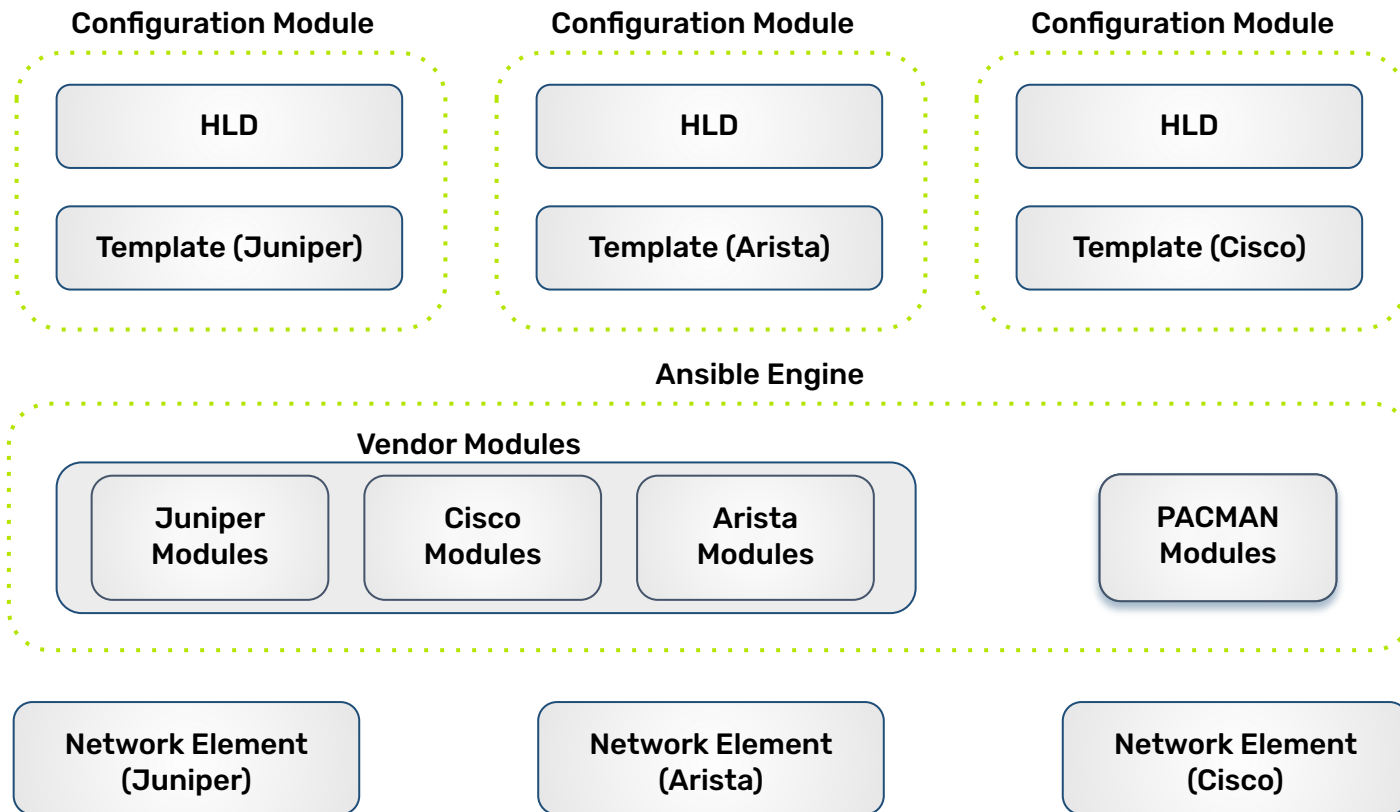 Configuration Module
Configuration Module
Configuration Module
HLD
HLD
HLD
Template (Juniper)
Template (Arista)
Template (Cisco)
Ansible Engine
Vendor Modules
Juniper
Modules
Cisco
Modules
Arista
Modules
PACMAN
Modules
Network Element
(Juniper)
Network Element
(Arista)
Network Element
(Cisco)